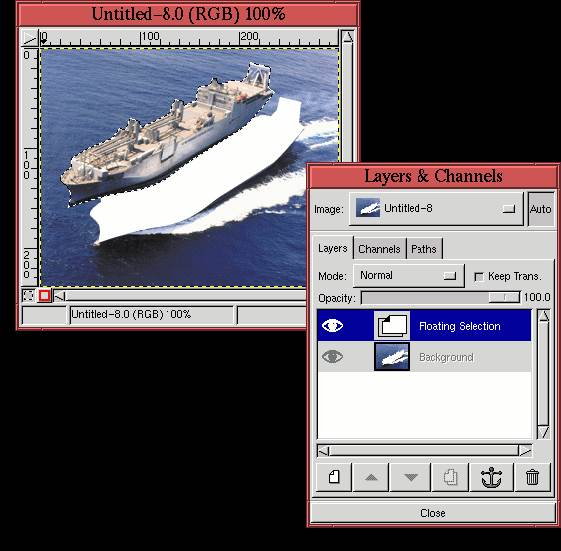 Untitled-8.0 (RGB) 100%
0 100 200
0
100
200
Untitled-8.0 (RGB) 100%
Layers & Channels
Image: Untitled-8 Auto
Layers Channels Paths
Mode: Normal Keep Trans.
Opacity: 100.0
Floating Selection
Background
Close